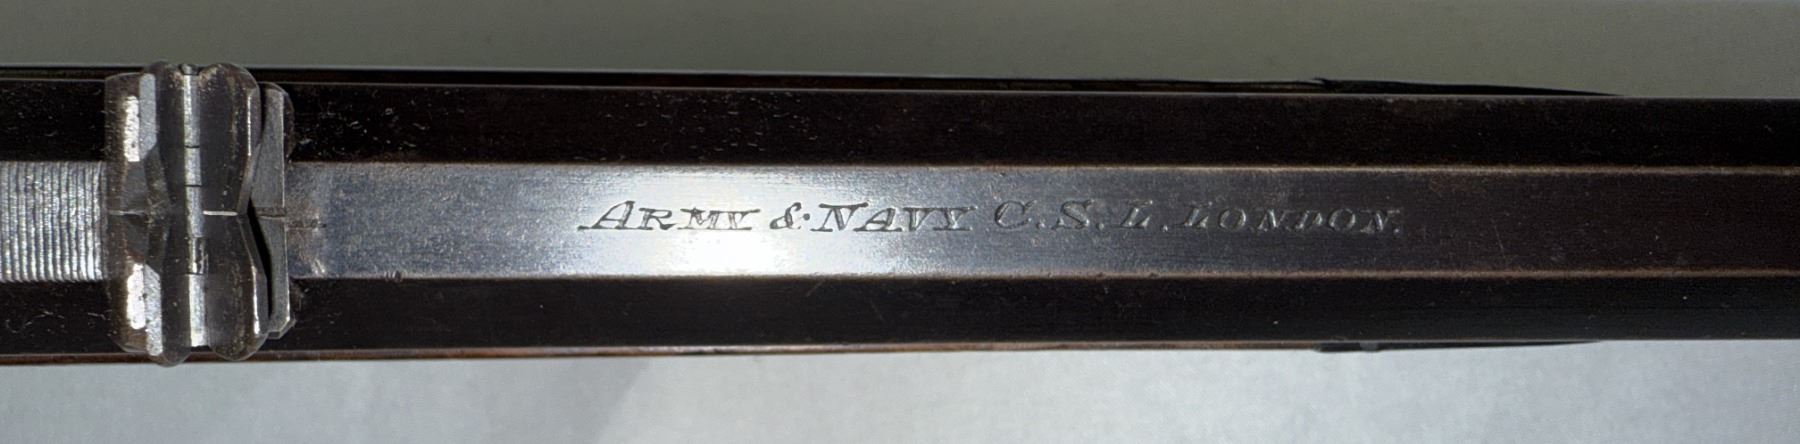 ARMY & NAVY C.S.L. LONDON.